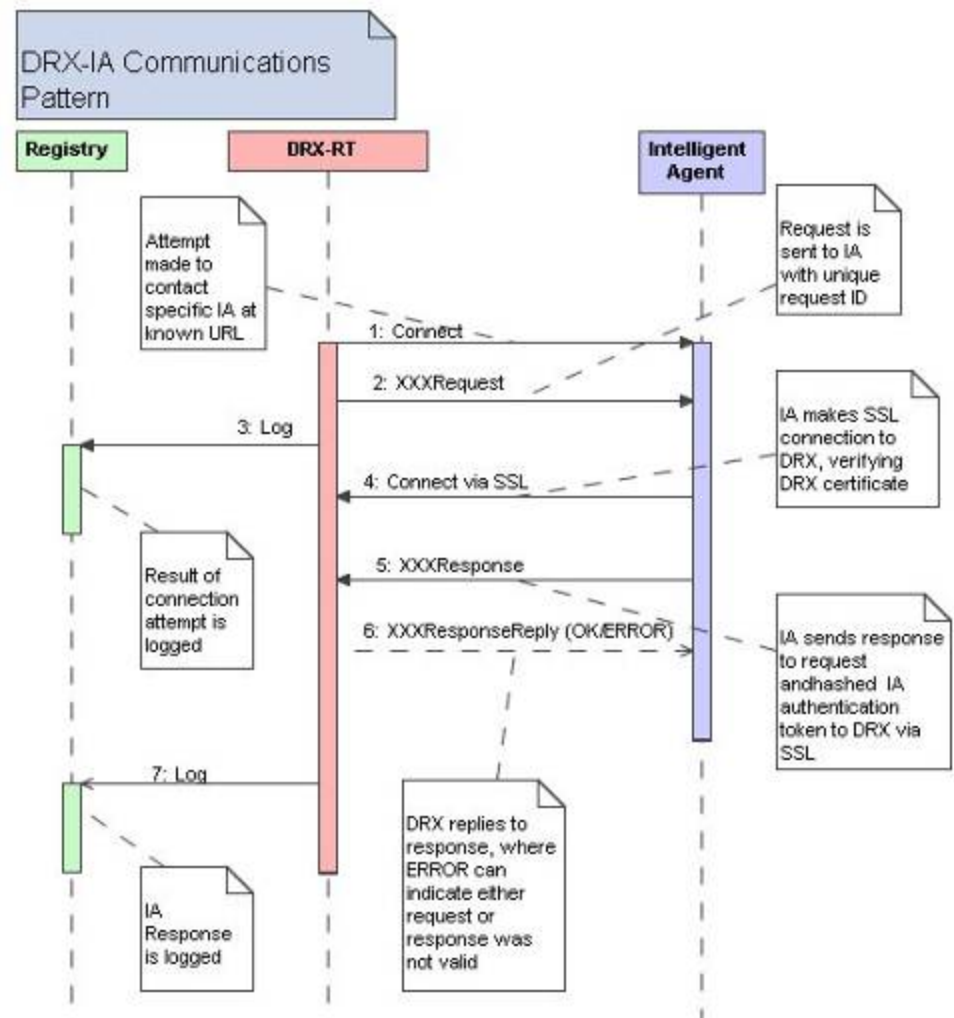 DRX-IA Communications
Pattern
Registry
DRX-RT
Intelligent
Agent
Attempt
made to
contact
specific IA at
known URL
Request is
sent to IA
with unique
request ID
1: Connect
2: XXXRequest
3: Log
IA makes SSL
connection to
DRX, verifying
DRX certificate
4: Connect via SSL
Result of
connection
attempt is
logged
5: XXXResponse
6: XXXResponseReply (OK/ERROR)
IA sends response
to request
andhashed IA
authentication
token to DRX via
SSL
7: Log
DRX replies to
response, where
ERROR can
indicate either
request or
response was
not valid
IA
Response
is logged